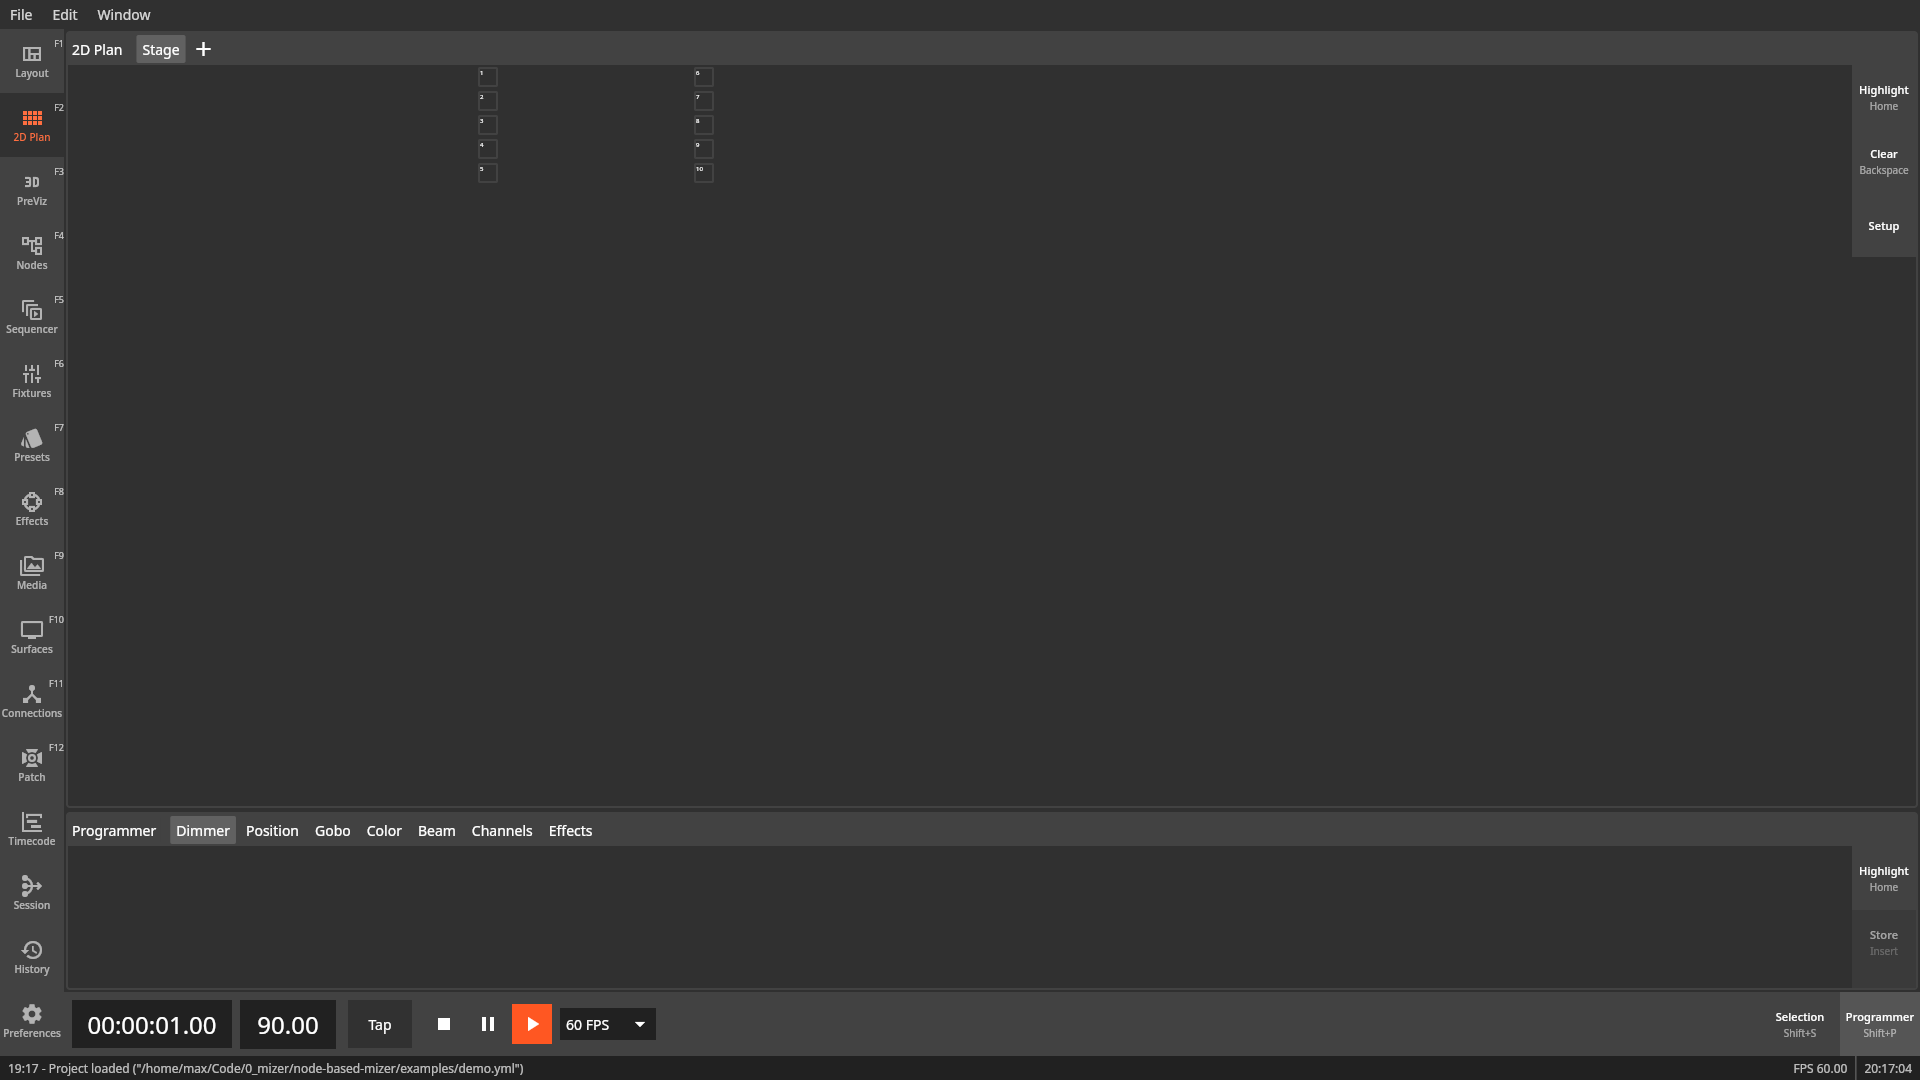 File Edit Window
F1
Layout
F2
2D Plan
F3
3D
PreViz
F4
Nodes
F5
Sequencer
F6
Fixtures
F7
Presets
F8
Effects
F9
Media
F10
Surfaces
F11
Connections
F12
Patch
Timecode
Session
History
Preferences
2D Plan Stage +
1 6
2 7
3 8
4 9
5 10
Highlight
Home
Clear
Backspace
Setup
Programmer Dimmer Position Gobo Color Beam Channels Effects
Highlight
Home
Store
Insert
00:00:01.00 90.00 Tap 60 FPS
Selection
Shift+S
Programmer
Shift+P
19:17 - Project loaded ("/home/max/Code/0_mizer/node-based-mizer/examples/demo.yml") FPS 60.00 20:17:04